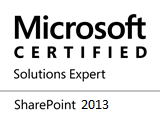 Microsoft
CERTIFIED
Solutions Expert
SharePoint 2013